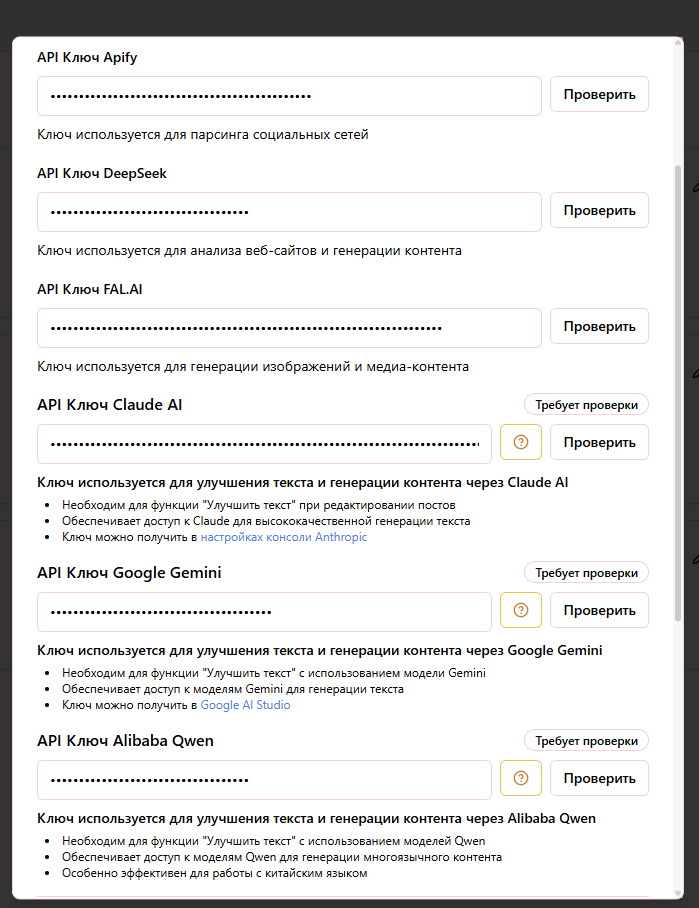 API Ключ Apify
••••••••••••••••••••••••••••••••••••••••••••••
Проверить
Ключ используется для парсинга социальных сетей
API Ключ DeepSeek
•••••••••••••••••••••••••••••••••••
Проверить
Ключ используется для анализа веб-сайтов и генерации контента
API Ключ FAL.AI
•••••••••••••••••••••••••••••••••••••••••••••••••••••••••••••••••••••
Проверить
Ключ используется для генерации изображений и медиа-контента
API Ключ Claude AI
Требует проверки
••••••••••••••••••••••••••••••••••••••••••••••••••••••••••••••••••••••••••••
?
Проверить
Ключ используется для улучшения текста и генерации контента через Claude AI
• Необходим для функции "Улучшить текст" при редактировании постов
• Обеспечивает доступ к Claude для высококачественной генерации текста
• Ключ можно получить в настройках консоли Anthropic
API Ключ Google Gemini
Требует проверки
•••••••••••••••••••••••••••••••••••••••
?
Проверить
Ключ используется для улучшения текста и генерации контента через Google Gemini
• Необходим для функции "Улучшить текст" с использованием модели Gemini
• Обеспечивает доступ к моделям Gemini для генерации текста
• Ключ можно получить в Google AI Studio
API Ключ Alibaba Qwen
Требует проверки
•••••••••••••••••••••••••••••••••••
?
Проверить
Ключ используется для улучшения текста и генерации контента через Alibaba Qwen
• Необходим для функции "Улучшить текст" с использованием моделей Qwen
• Обеспечивает доступ к моделям Qwen для генерации многоязычного контента
• Особенно эффективен для работы с китайским языком